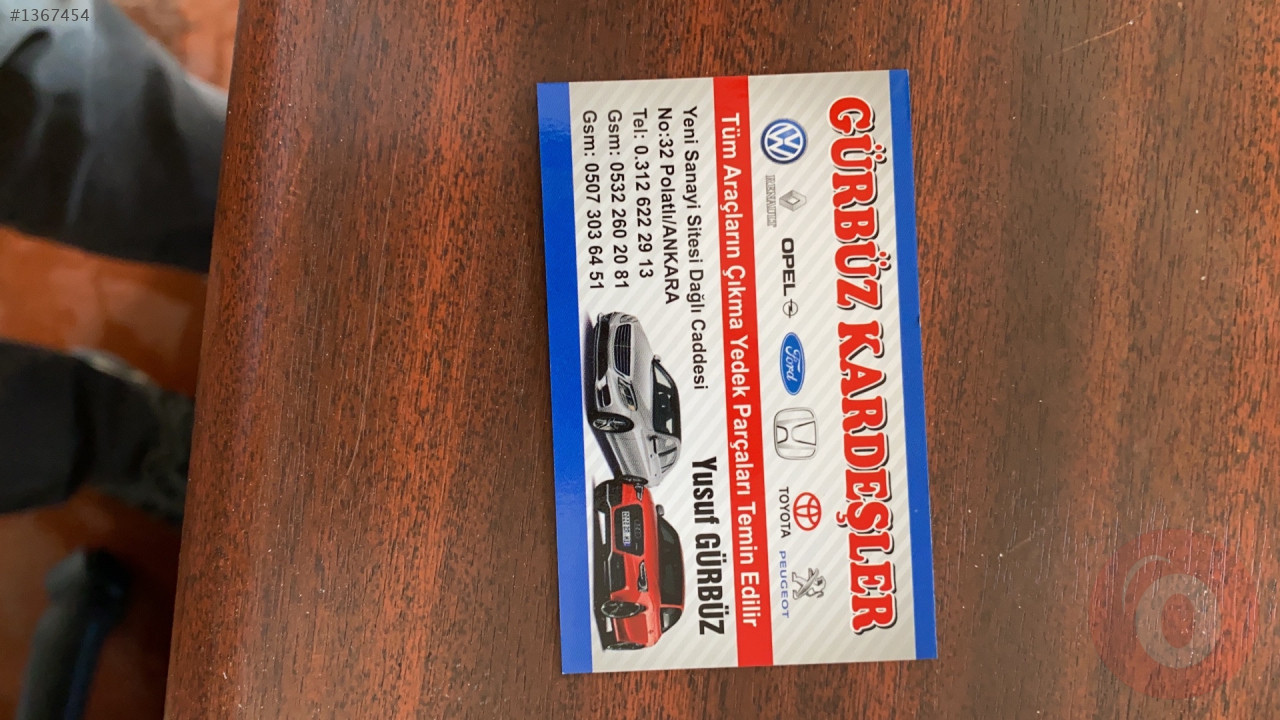 #1367454
GÜRBÜZ KARDEŞLER
RENAULT
OPEL
Ford
TOYOTA
PEUGEOT
Tüm Araçların Çıkma Yedek Parçaları Temin Edilir
Yeni Sanayi Sitesi Dağlı Caddesi
No:32 Polatlı/ANKARA
Tel: 0.312 622 29 13
Gsm: 0532 260 20 81
Gsm: 0507 303 64 51
Yusuf GÜRBÜZ